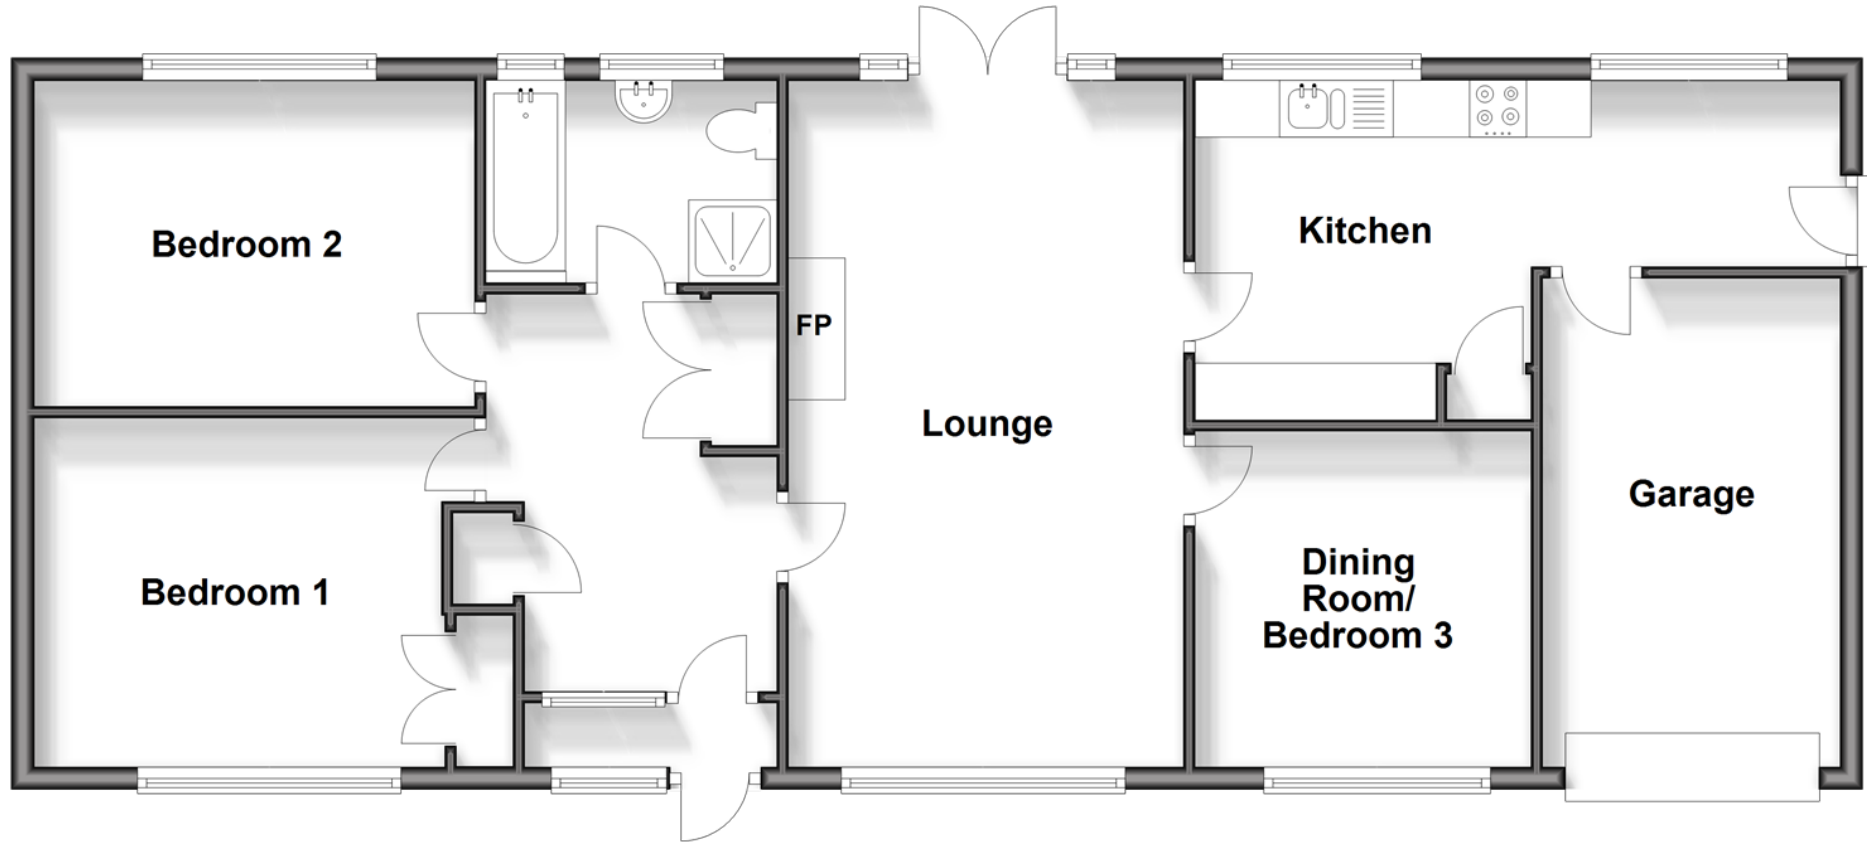 Bedroom 2
Kitchen
FP
Lounge
Garage
Bedroom 1
Dining
Room/
Bedroom 3